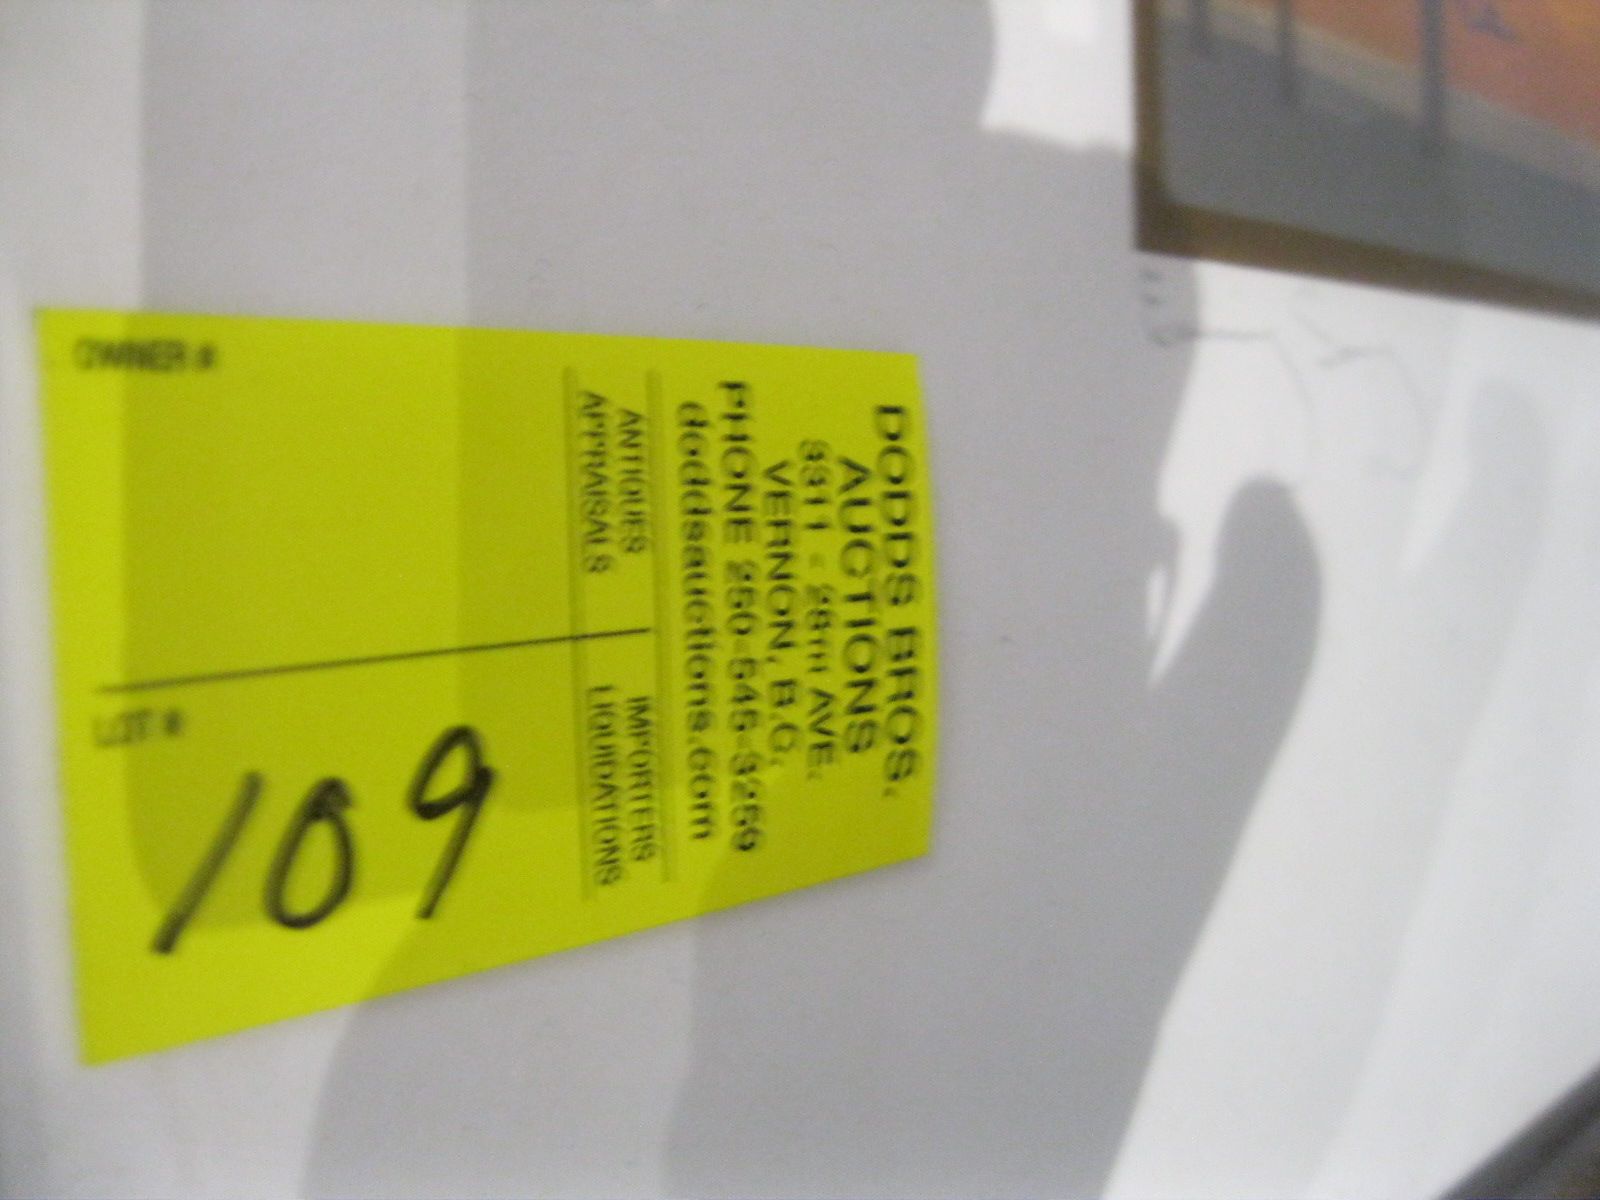 DODDS BROS.
AUCTIONS
3311 - 28TH AVE.
VERNON, B.C.
PHONE 250-545-3259
doddsauctions.com
ANTIQUES IMPORTERS
APPRAISALS LIQUIDATIONS
OWNER # LOT #
109